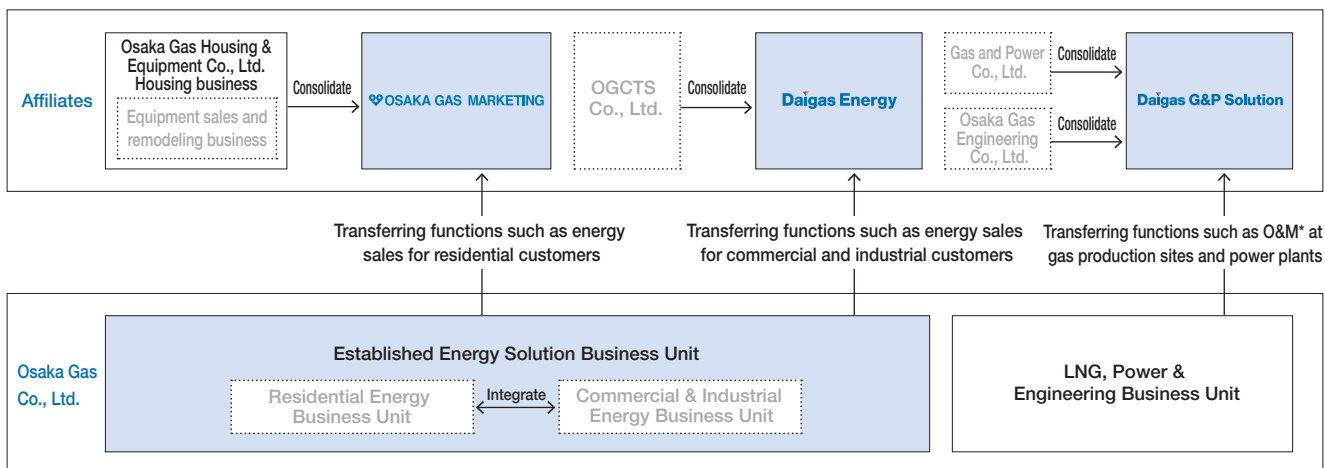 Affiliates
Osaka Gas Housing &
Equipment Co., Ltd.
Housing business
Equipment sales and
remodeling business
Consolidate
OSAKA GAS MARKETING
OGCTS
Co., Ltd.
Consolidate
Daigas Energy
Gas and Power
Co., Ltd.
Consolidate
Osaka Gas
Engineering
Co., Ltd.
Consolidate
Daigas G&P Solution
Transferring functions such as energy
sales for residential customers
Transferring functions such as energy sales
for commercial and industrial customers
Transferring functions such as O&M* at
gas production sites and power plants
Osaka Gas
Co., Ltd.
Established Energy Solution Business Unit
Residential Energy
Business Unit
Integrate
Commercial & Industrial
Energy Business Unit
LNG, Power &
Engineering Business Unit